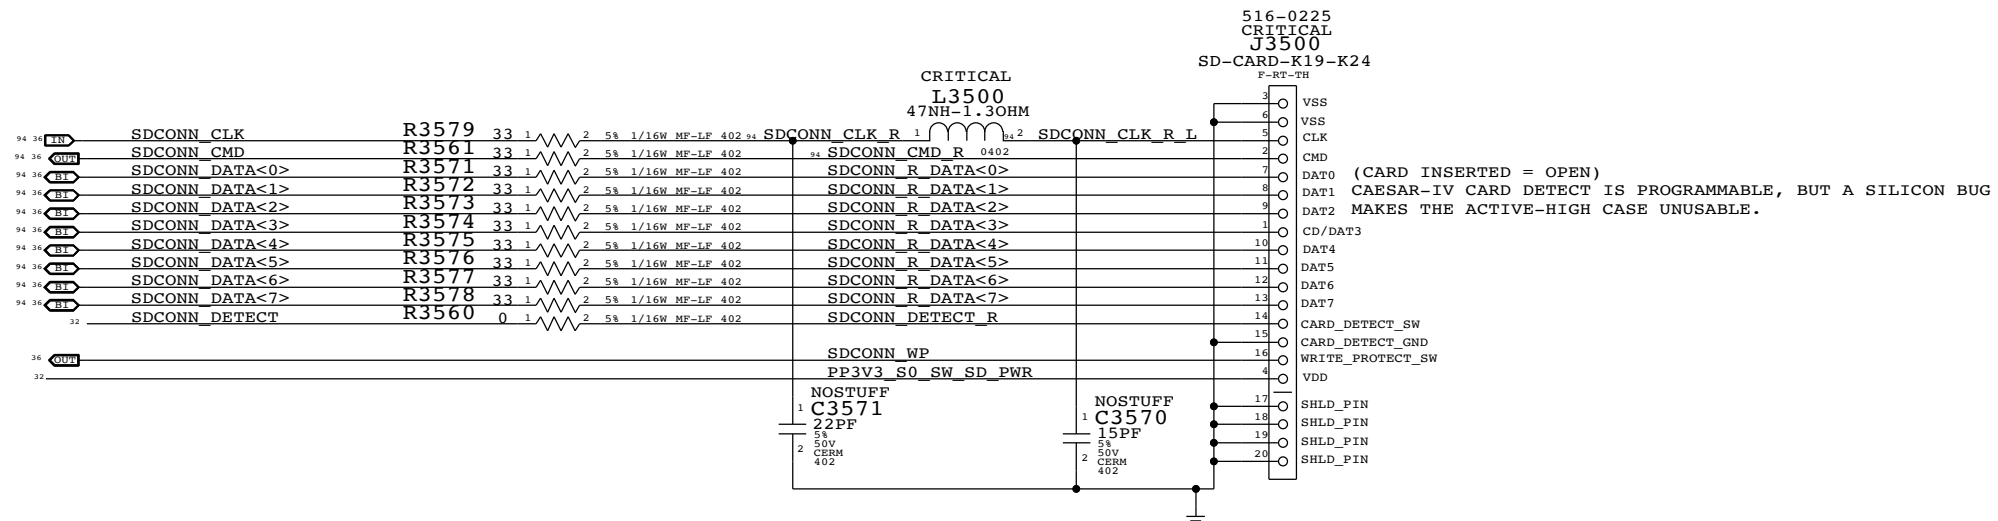 516-0225
CRITICAL
J3500
SD-CARD-K19-K24
F-RT-TH
CRITICAL
L3500
47NH-1.3OHM
3 VSS
6 VSS
94 36 IN SDCONN_CLK R3579 33 1 2 5% 1/16W MF-LF 402 94 SDCONN_CLK_R 1 94 2 SDCONN_CLK_R_L 5 CLK
94 36 OUT SDCONN_CMD R3561 33 1 2 5% 1/16W MF-LF 402 94 SDCONN_CMD_R 0402 2 CMD
94 36 BI SDCONN_DATA<0> R3571 33 1 2 5% 1/16W MF-LF 402 SDCONN_R_DATA<0> 7 DAT0 (CARD INSERTED = OPEN)
94 36 BI SDCONN_DATA<1> R3572 33 1 2 5% 1/16W MF-LF 402 SDCONN_R_DATA<1> 8 DAT1 CAESAR-IV CARD DETECT IS PROGRAMMABLE, BUT A SILICON BUG
94 36 BI SDCONN_DATA<2> R3573 33 1 2 5% 1/16W MF-LF 402 SDCONN_R_DATA<2> 9 DAT2 MAKES THE ACTIVE-HIGH CASE UNUSABLE.
94 36 BI SDCONN_DATA<3> R3574 33 1 2 5% 1/16W MF-LF 402 SDCONN_R_DATA<3> 1 CD/DAT3
94 36 BI SDCONN_DATA<4> R3575 33 1 2 5% 1/16W MF-LF 402 SDCONN_R_DATA<4> 10 DAT4
94 36 BI SDCONN_DATA<5> R3576 33 1 2 5% 1/16W MF-LF 402 SDCONN_R_DATA<5> 11 DAT5
94 36 BI SDCONN_DATA<6> R3577 33 1 2 5% 1/16W MF-LF 402 SDCONN_R_DATA<6> 12 DAT6
94 36 BI SDCONN_DATA<7> R3578 33 1 2 5% 1/16W MF-LF 402 SDCONN_R_DATA<7> 13 DAT7
32 SDCONN_DETECT R3560 0 1 2 5% 1/16W MF-LF 402 SDCONN_DETECT_R 14 CARD_DETECT_SW
15 CARD_DETECT_GND
36 OUT SDCONN_WP 16 WRITE_PROTECT_SW
32 PP3V3_S0_SW_SD_PWR 4 VDD
NOSTUFF
1 C3571
22PF
5%
50V
2 CERM
402
NOSTUFF
1 C3570
15PF
5%
50V
2 CERM
402
17 SHLD_PIN
18 SHLD_PIN
19 SHLD_PIN
20 SHLD_PIN